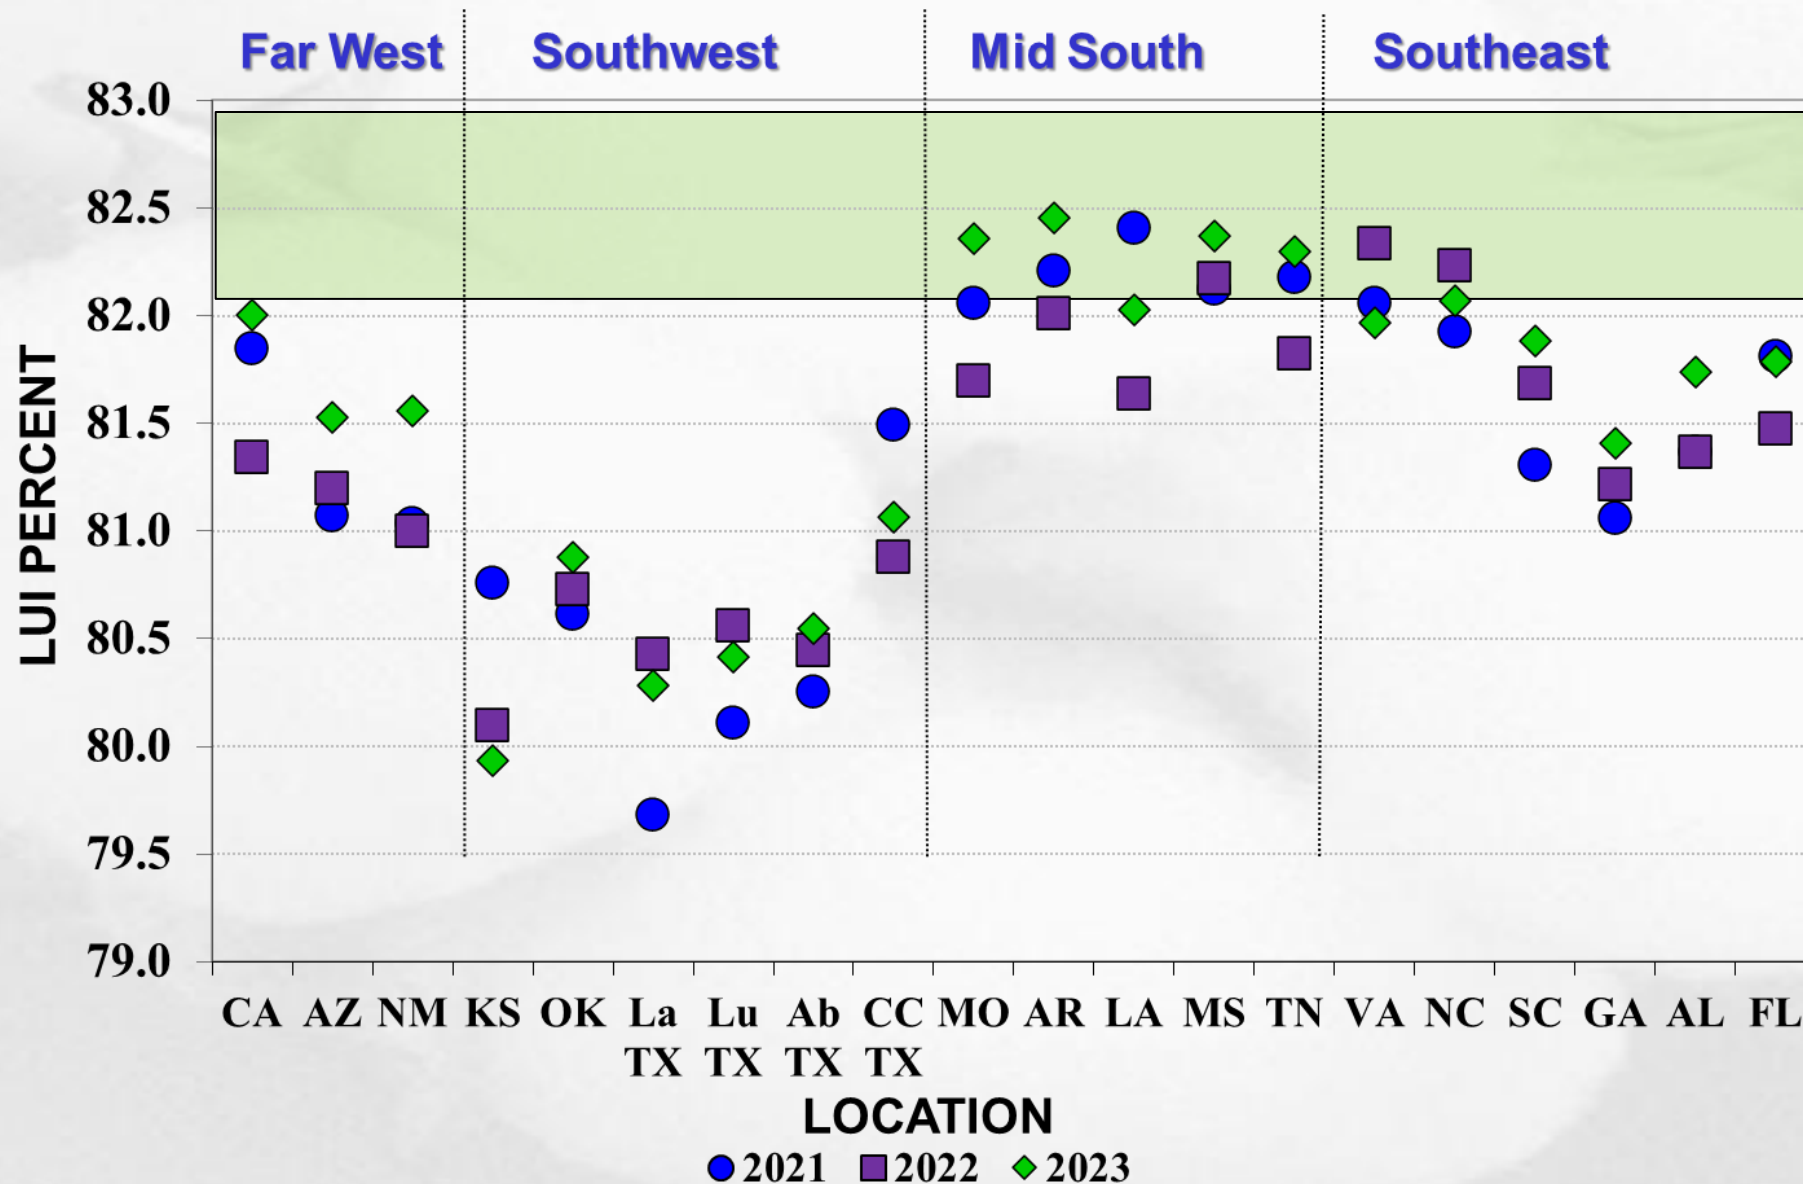 Far West Southwest Mid South Southeast
83.0
82.5
82.0
81.5
81.0
80.5
80.0
79.5
79.0
LUI PERCENT
CA AZ NM KS OK La Lu Ab CC MO AR LA MS TN VA NC SC GA AL FL
TX TX TX TX
LOCATION
2021 2022 2023